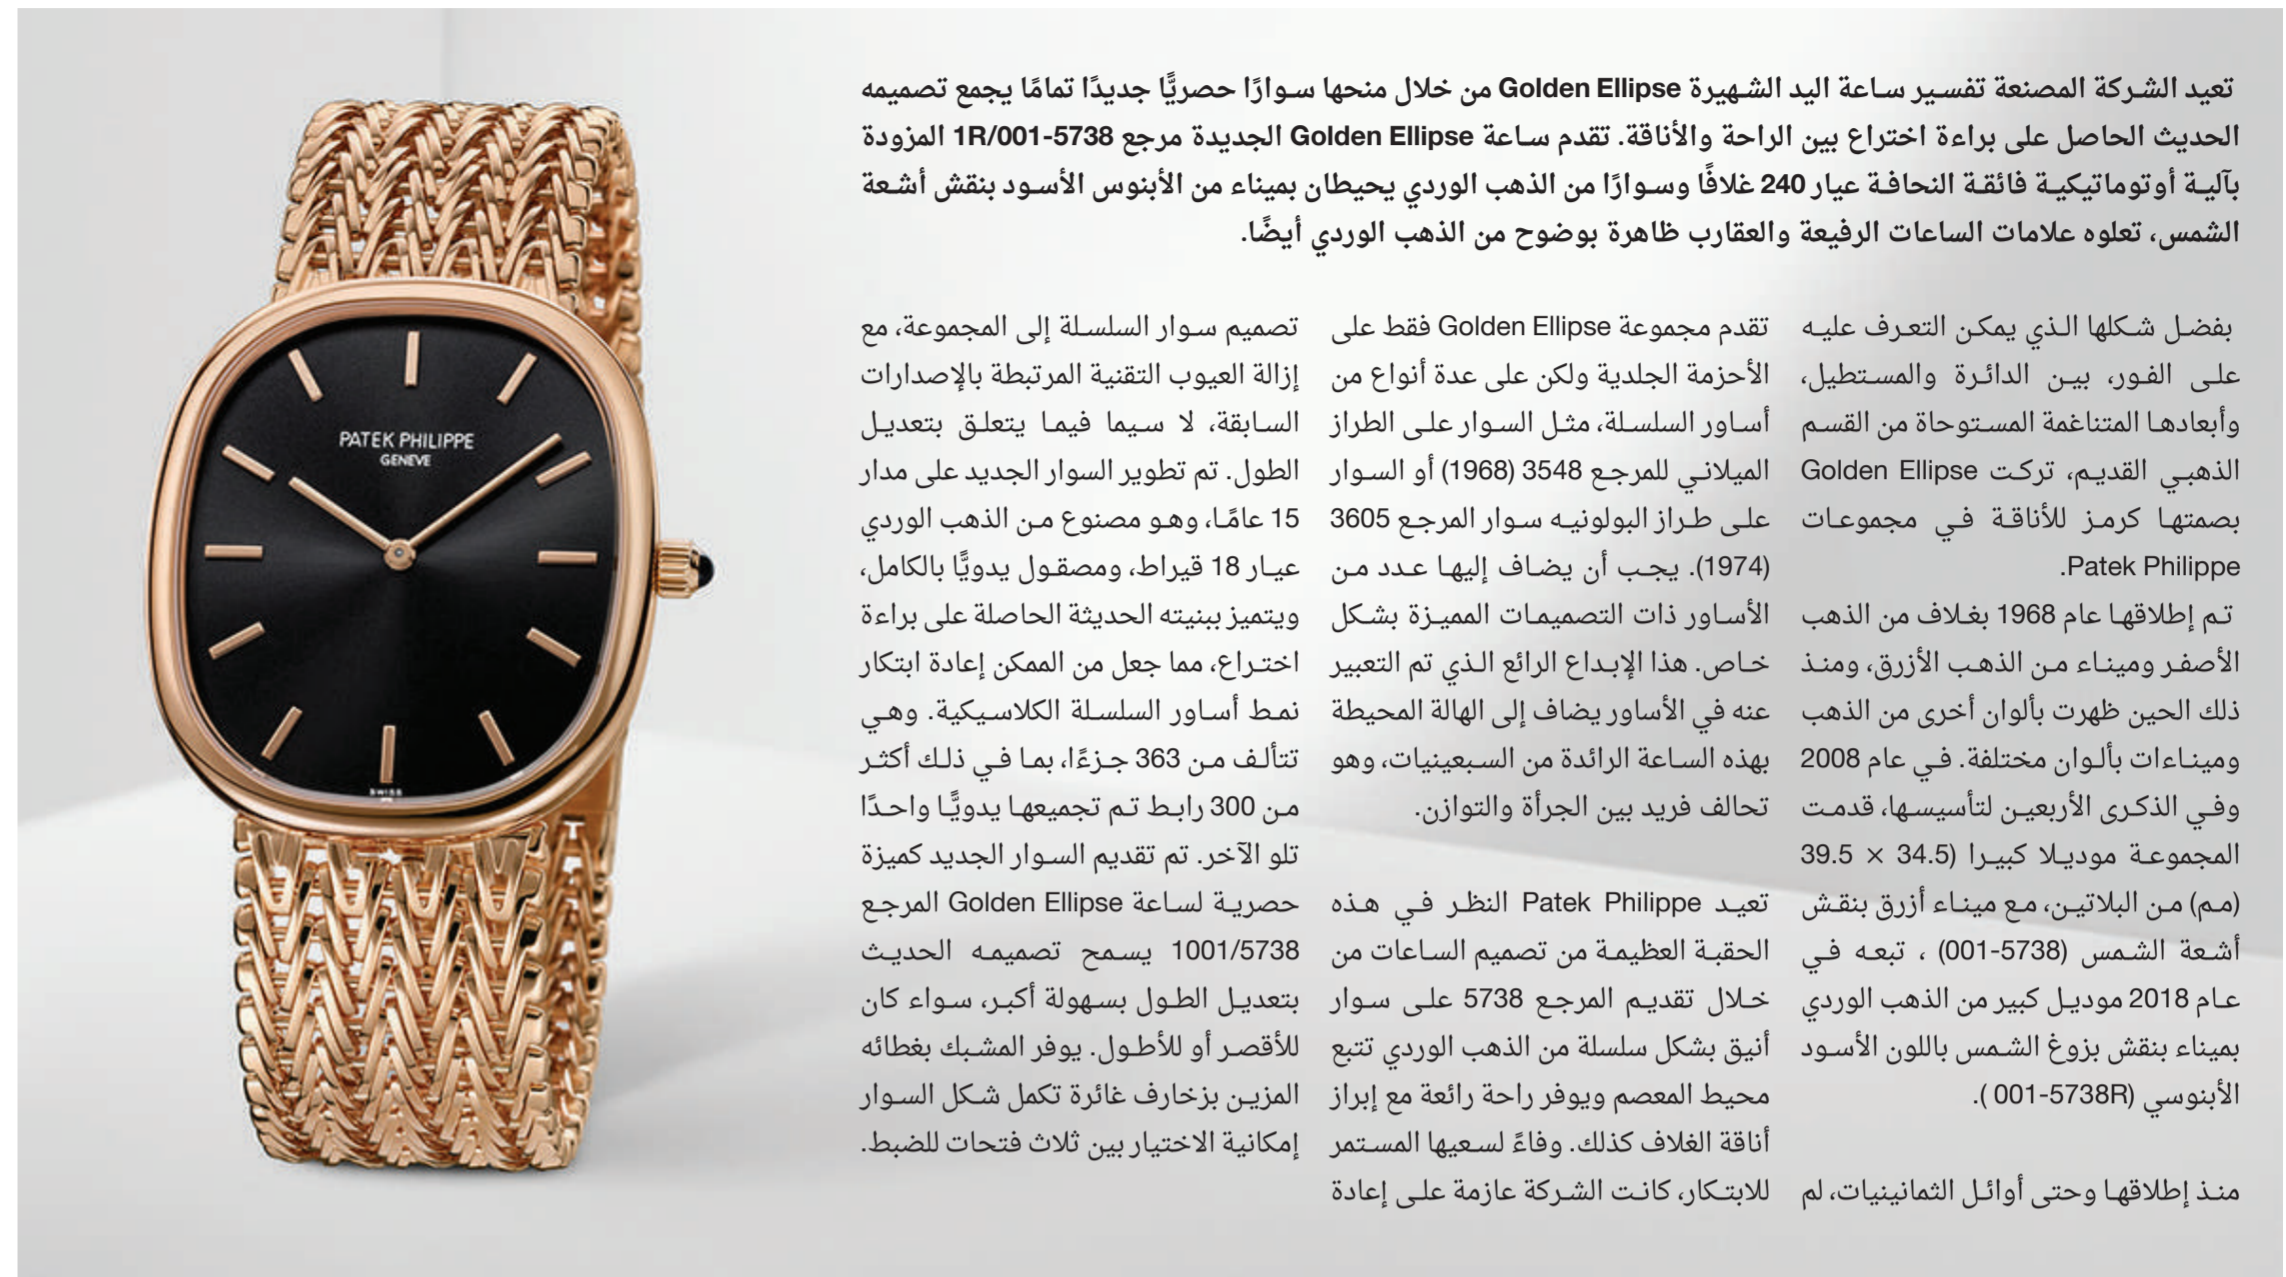 تعيد الشركة المصنعة تفسير ساعة اليد الشهيرة Golden Ellipse من خلال منحها سوارًا حصريًّا جديدًا تمامًا يجمع تصميمه
الحديث الحاصل على براءة اختراع بين الراحة والأناقة. تقدم ساعة Golden Ellipse الجديدة مرجع 5738-1R/001 المزودة
بآلية أوتوماتيكية فائقة النحافة عيار 240 غلافًا وسوارًا من الذهب الوردي يحيطان بميناء من الأبنوس الأسود بنقش أشعة
الشمس، تعلوه علامات الساعات الرفيعة والعقارب ظاهرة بوضوح من الذهب الوردي أيضًا.
بفضل شكلها الذي يمكن التعرف عليه
على الفور، بين الدائرة والمستطيل،
وأبعادها المتناغمة المستوحاة من القسم
الذهبي القديم، تركت Golden Ellipse
بصمتها كرمز للأناقة في مجموعات
Patek Philippe.
تم إطلاقها عام 1968 بغلاف من الذهب
الأصفر وميناء من الذهب الأزرق، ومنذ
ذلك الحين ظهرت بألوان أخرى من الذهب
وميناءات بألوان مختلفة. في عام 2008
وفي الذكرى الأربعين لتأسيسها، قدمت
المجموعة موديلا كبيرا (34.5 × 39.5
مم) من البلاتين، مع ميناء أزرق بنقش
أشعة الشمس (5738-001) ، تبعه في
عام 2018 موديل كبير من الذهب الوردي
بميناء بنقش بزوغ الشمس باللون الأسود
الأبنوسي (5738R-001 ).
منذ إطلاقها وحتى أوائل الثمانينيات، لم
تقدم مجموعة Golden Ellipse فقط على
الأحزمة الجلدية ولكن على عدة أنواع من
أساور السلسلة، مثل السوار على الطراز
الميلاني للمرجع 3548 (1968) أو السوار
على طراز البولونيه سوار المرجع 3605
(1974). يجب أن يضاف إليها عدد من
الأساور ذات التصميمات المميزة بشكل
خاص. هذا الإبداع الرائع الذي تم التعبير
عنه في الأساور يضاف إلى الهالة المحيطة
بهذه الساعة الرائدة من السبعينيات، وهو
تحالف فريد بين الجرأة والتوازن.
تعيد Patek Philippe النظر في هذه
الحقبة العظيمة من تصميم الساعات من
خلال تقديم المرجع 5738 على سوار
أنيق بشكل سلسلة من الذهب الوردي تتبع
محيط المعصم ويوفر راحة رائعة مع إبراز
أناقة الغلاف كذلك. وفاءً لسعيها المستمر
للابتكار، كانت الشركة عازمة على إعادة
تصميم سوار السلسلة إلى المجموعة، مع
إزالة العيوب التقنية المرتبطة بالإصدارات
السابقة، لا سيما فيما يتعلق بتعديل
الطول. تم تطوير السوار الجديد على مدار
15 عامًا، وهو مصنوع من الذهب الوردي
عيار 18 قيراط، ومصقول يدويًّا بالكامل،
ويتميز ببنيته الحديثة الحاصلة على براءة
اختراع، مما جعل من الممكن إعادة ابتكار
نمط أساور السلسلة الكلاسيكية. وهي
تتألف من 363 جزءًا، بما في ذلك أكثر
من 300 رابط تم تجميعها يدويًّا واحدًا
تلو الآخر. تم تقديم السوار الجديد كميزة
حصرية لساعة Golden Ellipse المرجع
1001/5738 يسمح تصميمه الحديث
بتعديل الطول بسهولة أكبر، سواء كان
للأقصر أو للأطول. يوفر المشبك بغطائه
المزين بزخارف غائرة تكمل شكل السوار
إمكانية الاختيار بين ثلاث فتحات للضبط.
PATEK PHILIPPE
GENEVE
SWISS